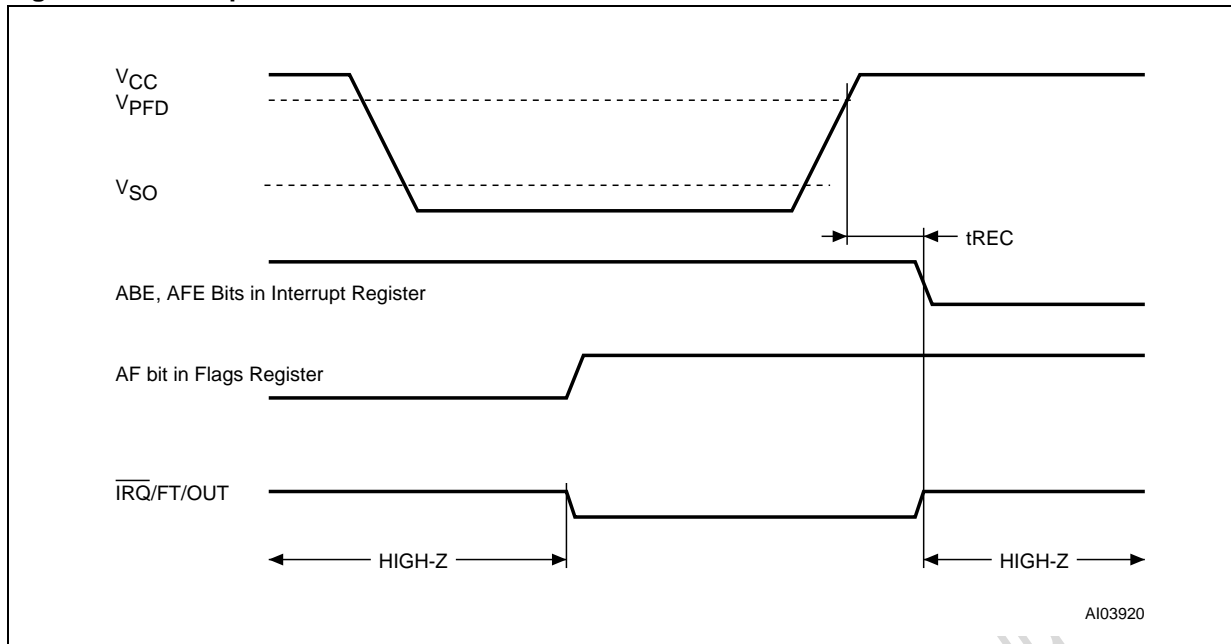 VCC
VPFD
VSO
tREC
ABE, AFE Bits in Interrupt Register
AF bit in Flags Register
IRQ/FT/OUT
HIGH-Z
HIGH-Z
AI03920